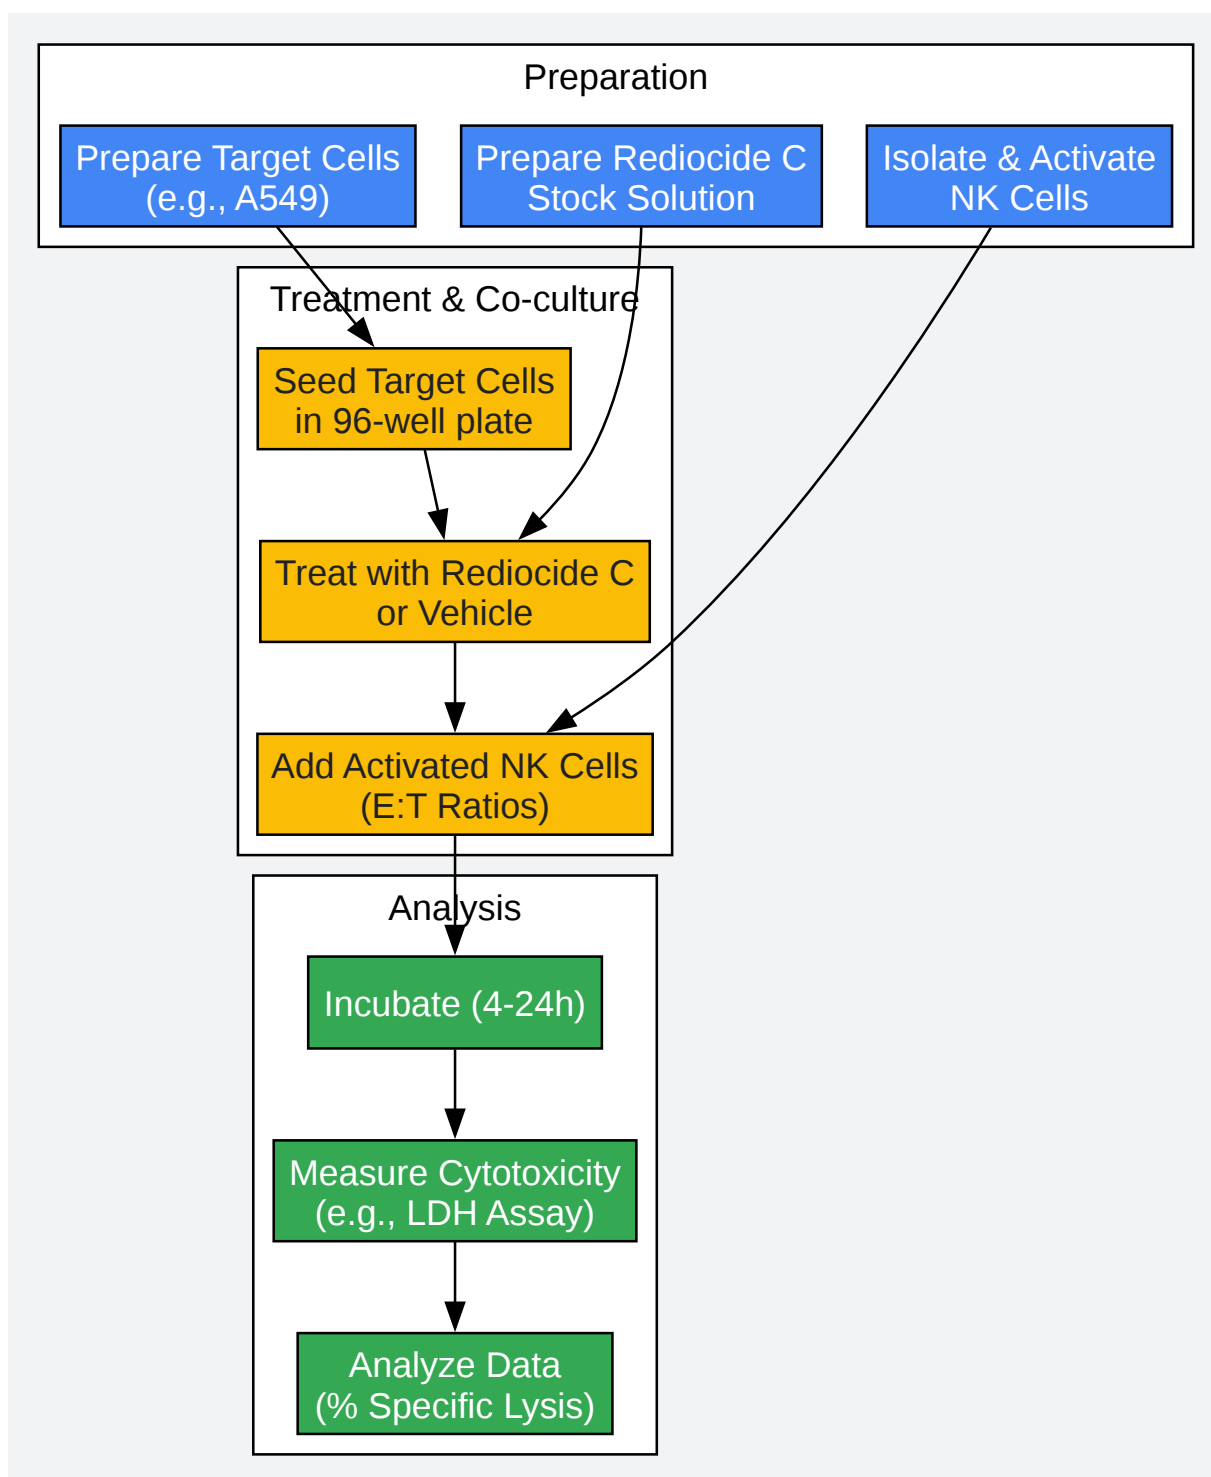 Preparation
Prepare Target Cells
(e.g., A549)
Prepare Rediocide C
Stock Solution
Isolate & Activate
NK Cells
Treatment & Co-culture
Seed Target Cells
in 96-well plate
Treat with Rediocide C
or Vehicle
Add Activated NK Cells
(E:T Ratios)
Analysis
Incubate (4-24h)
Measure Cytotoxicity
(e.g., LDH Assay)
Analyze Data
(% Specific Lysis)